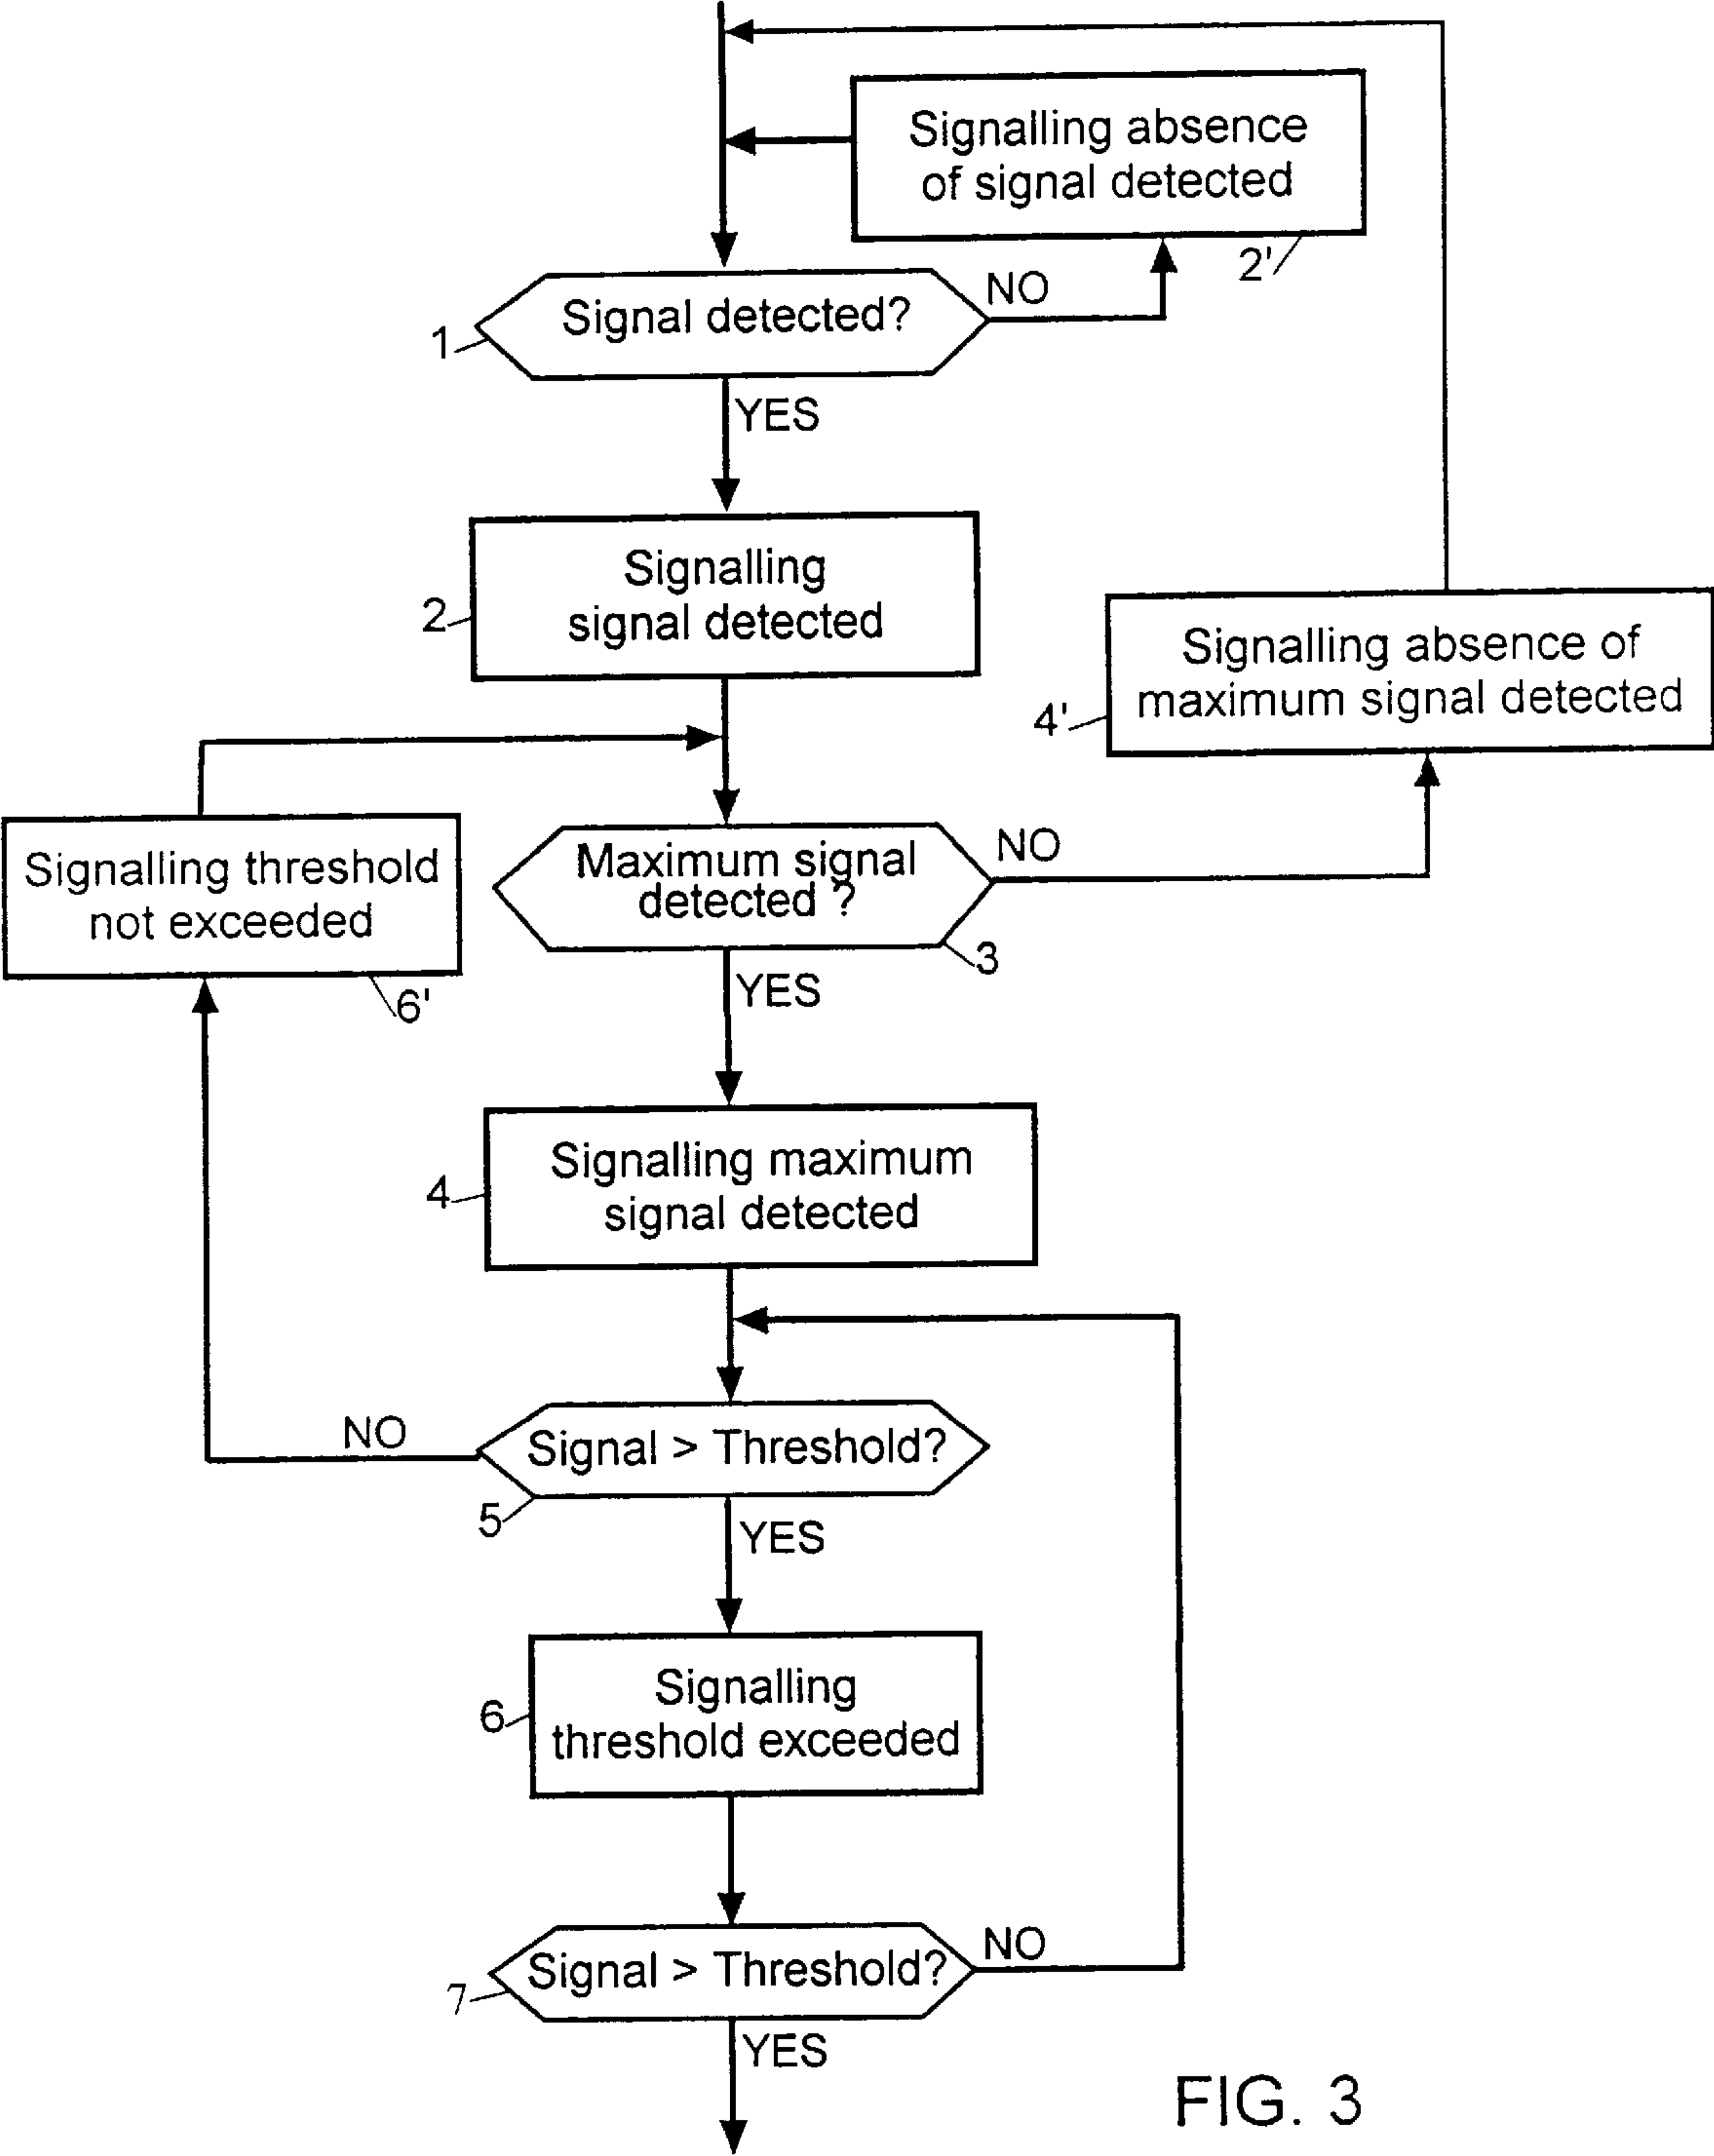 Signalling absence
of signal detected
2'
NO
Signal detected?
1
YES
Signalling
signal detected
2
Signalling absence of
maximum signal detected
4'
NO
Maximum signal
detected ?
3
Signalling threshold
not exceeded
6'
YES
Signalling maximum
signal detected
4
NO
Signal > Threshold?
5
YES
Signalling
threshold exceeded
6
NO
Signal > Threshold?
7
YES
FIG. 3